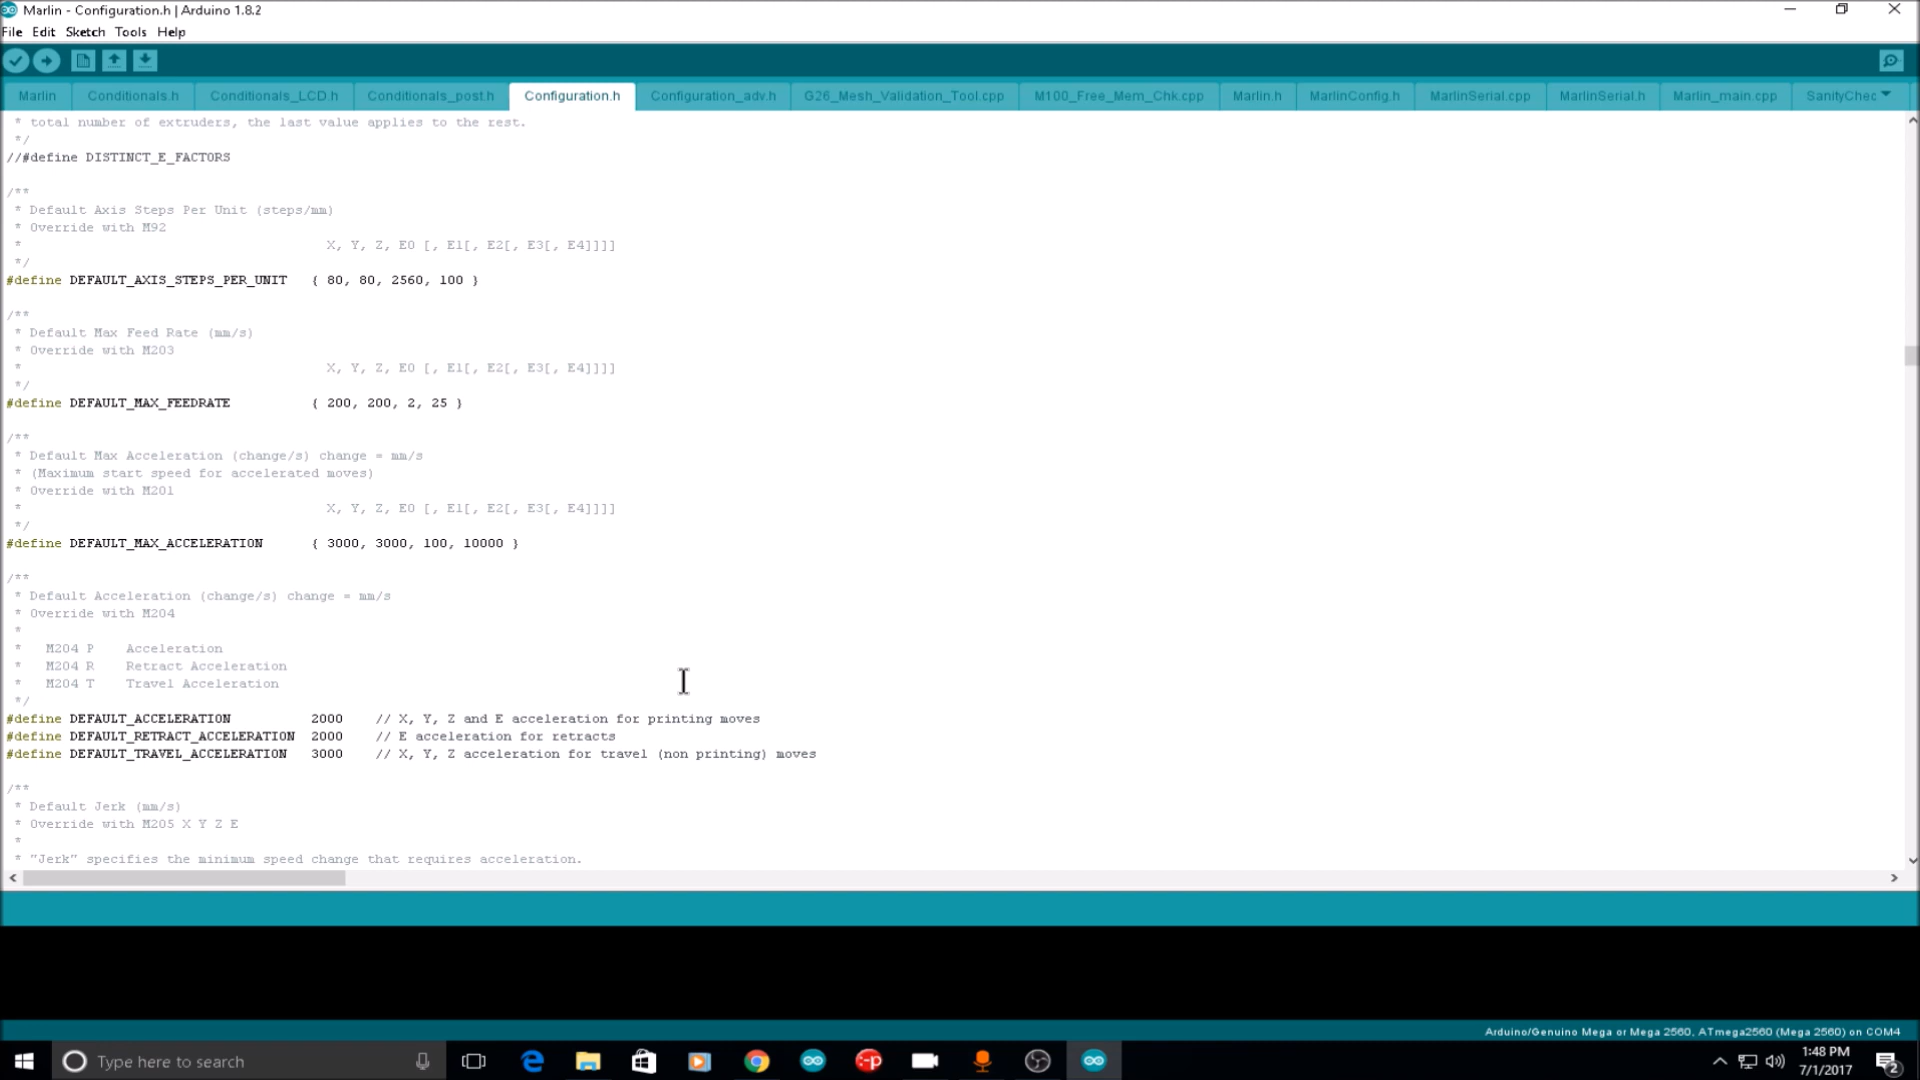 Marlin - Configuration.h | Arduino 1.8.2
File Edit Sketch Tools Help
Marlin Conditionals.h Conditionals_LCD.h Conditionals_post.h Configuration.h Configuration_adv.h G26_Mesh_Validation_Tool.cpp M100_Free_Mem_Chk.cpp Marlin.h MarlinConfig.h MarlinSerial.cpp MarlinSerial.h Marlin_main.cpp SanityChec
* total number of extruders, the last value applies to the rest.
*/
//#define DISTINCT_E_FACTORS
/**
* Default Axis Steps Per Unit (steps/mm)
* Override with M92
* X, Y, Z, E0 [, E1[, E2[, E3[, E4]]]]
*/
#define DEFAULT_AXIS_STEPS_PER_UNIT { 80, 80, 2560, 100 }
/**
* Default Max Feed Rate (mm/s)
* Override with M203
* X, Y, Z, E0 [, E1[, E2[, E3[, E4]]]]
*/
#define DEFAULT_MAX_FEEDRATE { 200, 200, 2, 25 }
/**
* Default Max Acceleration (change/s) change = mm/s
* (Maximum start speed for accelerated moves)
* Override with M201
* X, Y, Z, E0 [, E1[, E2[, E3[, E4]]]]
*/
#define DEFAULT_MAX_ACCELERATION { 3000, 3000, 100, 10000 }
/**
* Default Acceleration (change/s) change = mm/s
* Override with M204
*
* M204 P Acceleration
* M204 R Retract Acceleration
* M204 T Travel Acceleration
*/
#define DEFAULT_ACCELERATION 2000 // X, Y, Z and E acceleration for printing moves
#define DEFAULT_RETRACT_ACCELERATION 2000 // E acceleration for retracts
#define DEFAULT_TRAVEL_ACCELERATION 3000 // X, Y, Z acceleration for travel (non printing) moves
/**
* Default Jerk (mm/s)
* Override with M205 X Y Z E
*
* "Jerk" specifies the minimum speed change that requires acceleration.
Arduino/Genuino Mega or Mega 2560, ATmega2560 (Mega 2560) on COM4
Type here to search
1:48 PM
7/1/2017
2